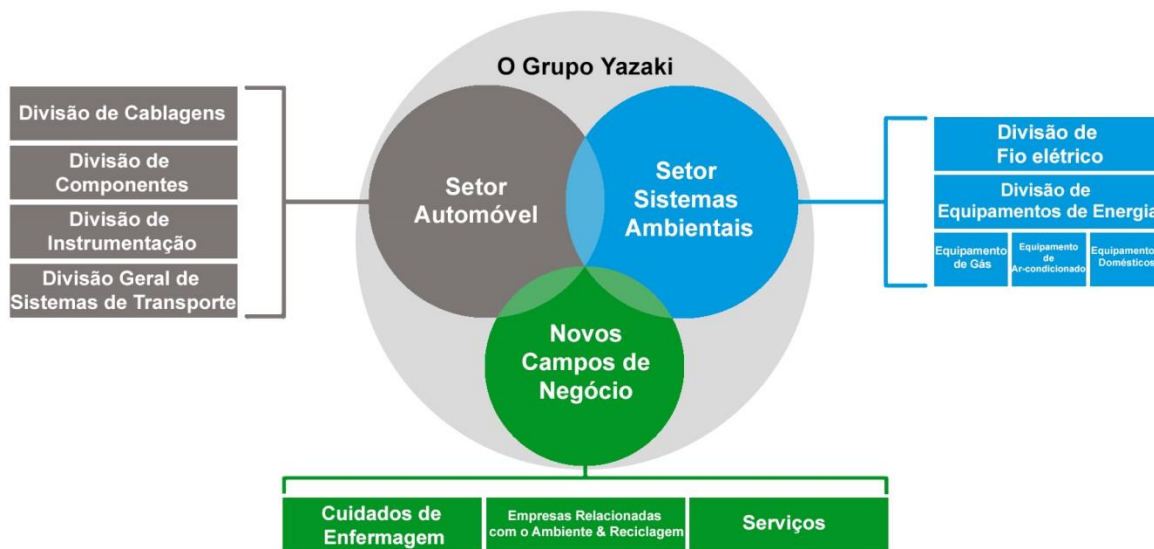 O Grupo Yazaki
Divisão de Cablagens
Divisão de
Componentes
Divisão de
Instrumentação
Divisão Geral de
Sistemas de Transporte
Setor
Automóvel
Setor
Sistemas
Ambientais
Novos
Campos de
Negócio
Divisão de
Fio elétrico
Divisão de
Equipamentos de Energia
Equipamento
de Gás
Equipamento
de
Ar-condicionado
Equipamento
Domésticos
Cuidados de
Enfermagem
Empresas Relacionadas
com o Ambiente & Reciclagem
Serviços